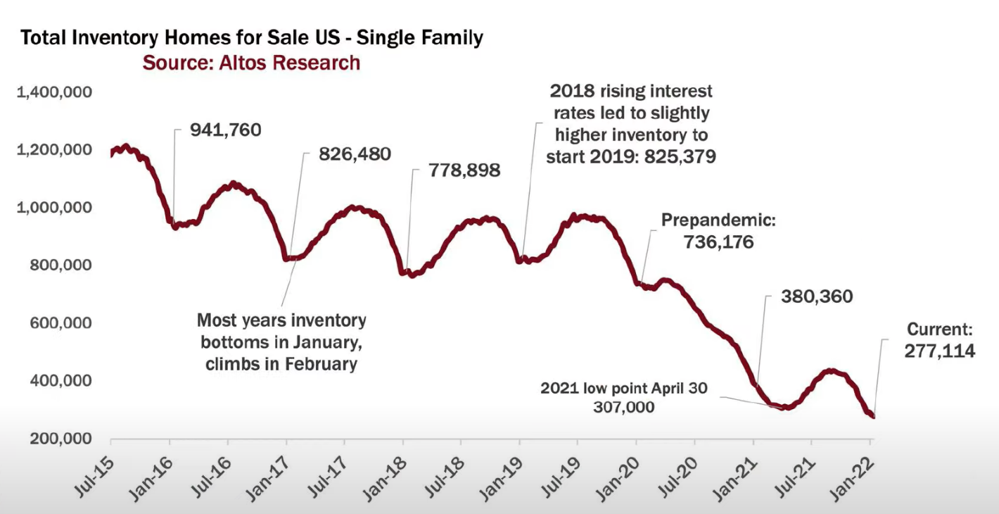 Total Inventory Homes for Sale US - Single Family
Source: Altos Research
1,400,000
1,200,000
1,000,000
800,000
600,000
400,000
200,000
941,760
826,480
778,898
2018 rising interest
rates led to slightly
higher inventory to
start 2019: 825,379
Prepandemic:
736,176
380,360
Current:
277,114
Most years inventory
bottoms in January,
climbs in February
2021 low point April 30
307,000
Jul-15
Jan-16
Jul-16
Jan-17
Jul-17
Jan-18
Jul-18
Jan-19
Jul-19
Jan-20
Jul-20
Jan-21
Jul-21
Jan-22